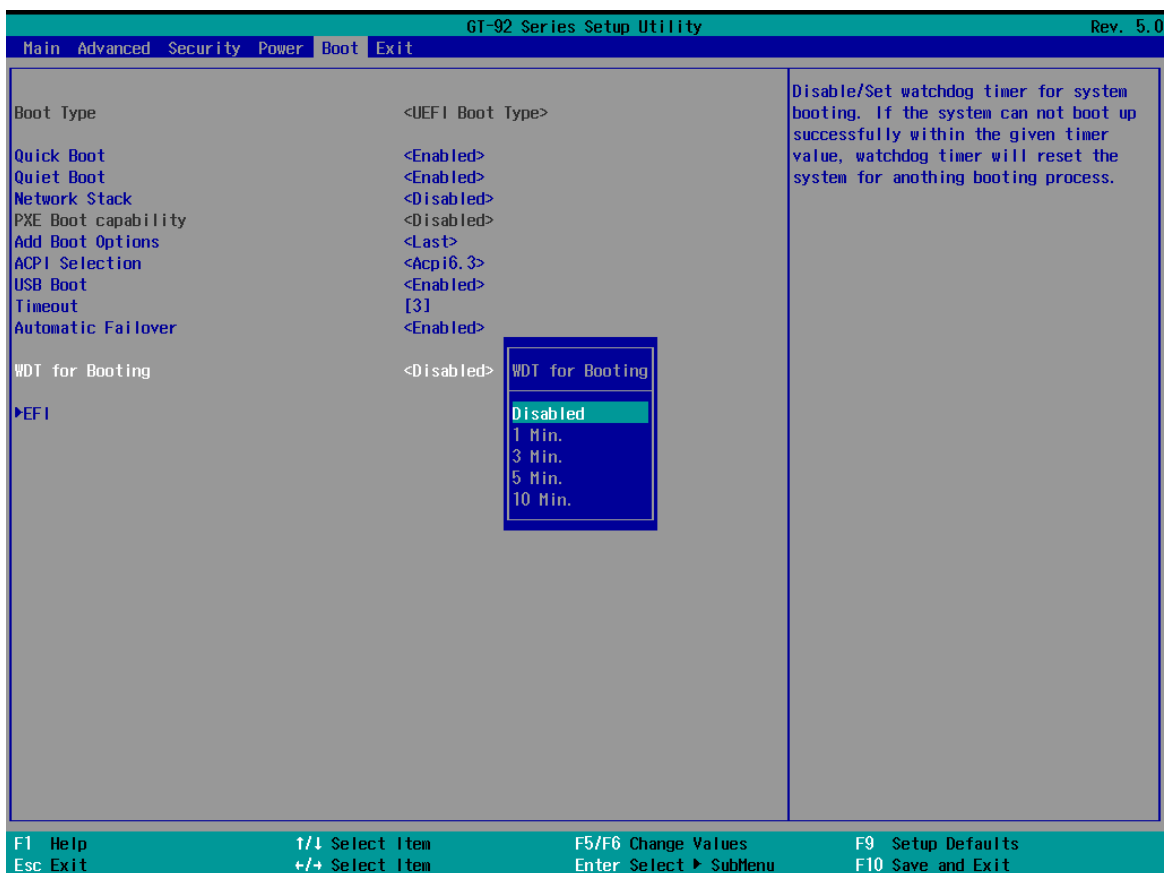 GT-92 Series Setup Utility Rev. 5.0
Main Advanced Security Power Boot Exit
Boot Type <UEFI Boot Type>
Quick Boot <Enabled>
Quiet Boot <Enabled>
Network Stack <Disabled>
PXE Boot capability <Disabled>
Add Boot Options <Last>
ACPI Selection <Acpi6.3>
USB Boot <Enabled>
Timeout [3]
Automatic Failover <Enabled>
WDT for Booting <Disabled>
▶EFI
WDT for Booting
Disabled
1 Min.
3 Min.
5 Min.
10 Min.
Disable/Set watchdog timer for system
booting. If the system can not boot up
successfully within the given timer
value, watchdog timer will reset the
system for anothing booting process.
F1 Help ↑/↓ Select Item F5/F6 Change Values F9 Setup Defaults
Esc Exit ←/→ Select Item Enter Select ▶ SubMenu F10 Save and Exit